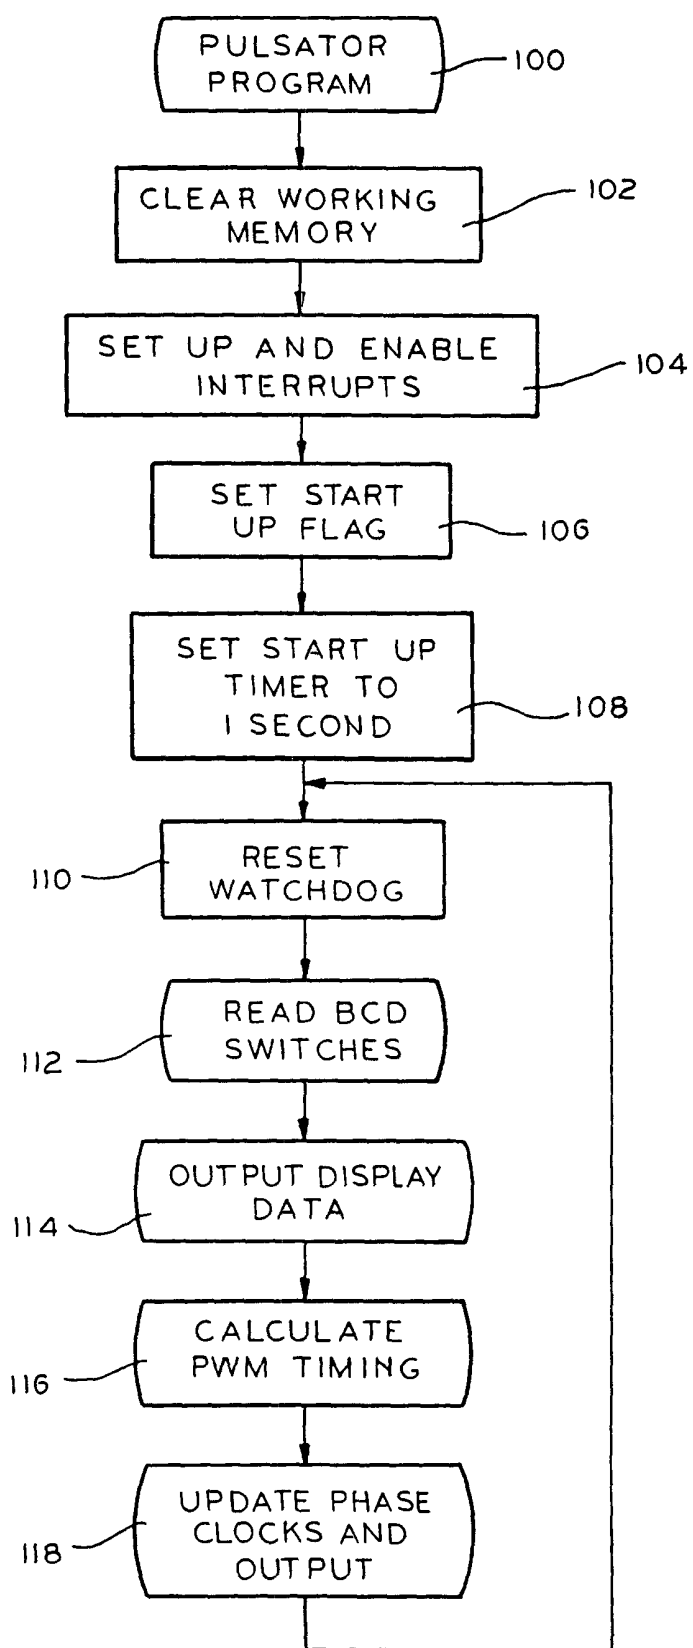 PULSATOR
PROGRAM
100
CLEAR WORKING
MEMORY
102
SET UP AND ENABLE
INTERRUPTS
104
SET START
UP FLAG
106
SET START UP
TIMER TO
1 SECOND
108
RESET
WATCHDOG
110
READ BCD
SWITCHES
112
OUTPUT DISPLAY
DATA
114
CALCULATE
PWM TIMING
116
UPDATE PHASE
CLOCKS AND
OUTPUT
118